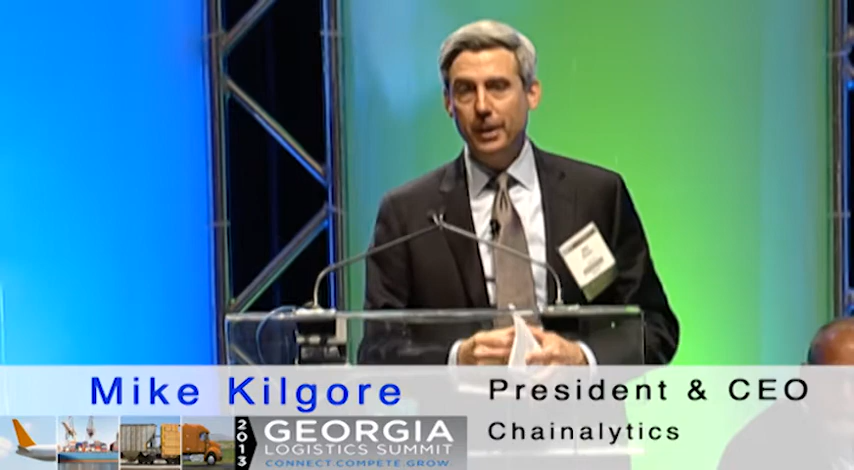 Mike Kilgore
President & CEO
Chainalytics
2013
GEORGIA
LOGISTICS SUMMIT
CONNECT.COMPETE.GROW